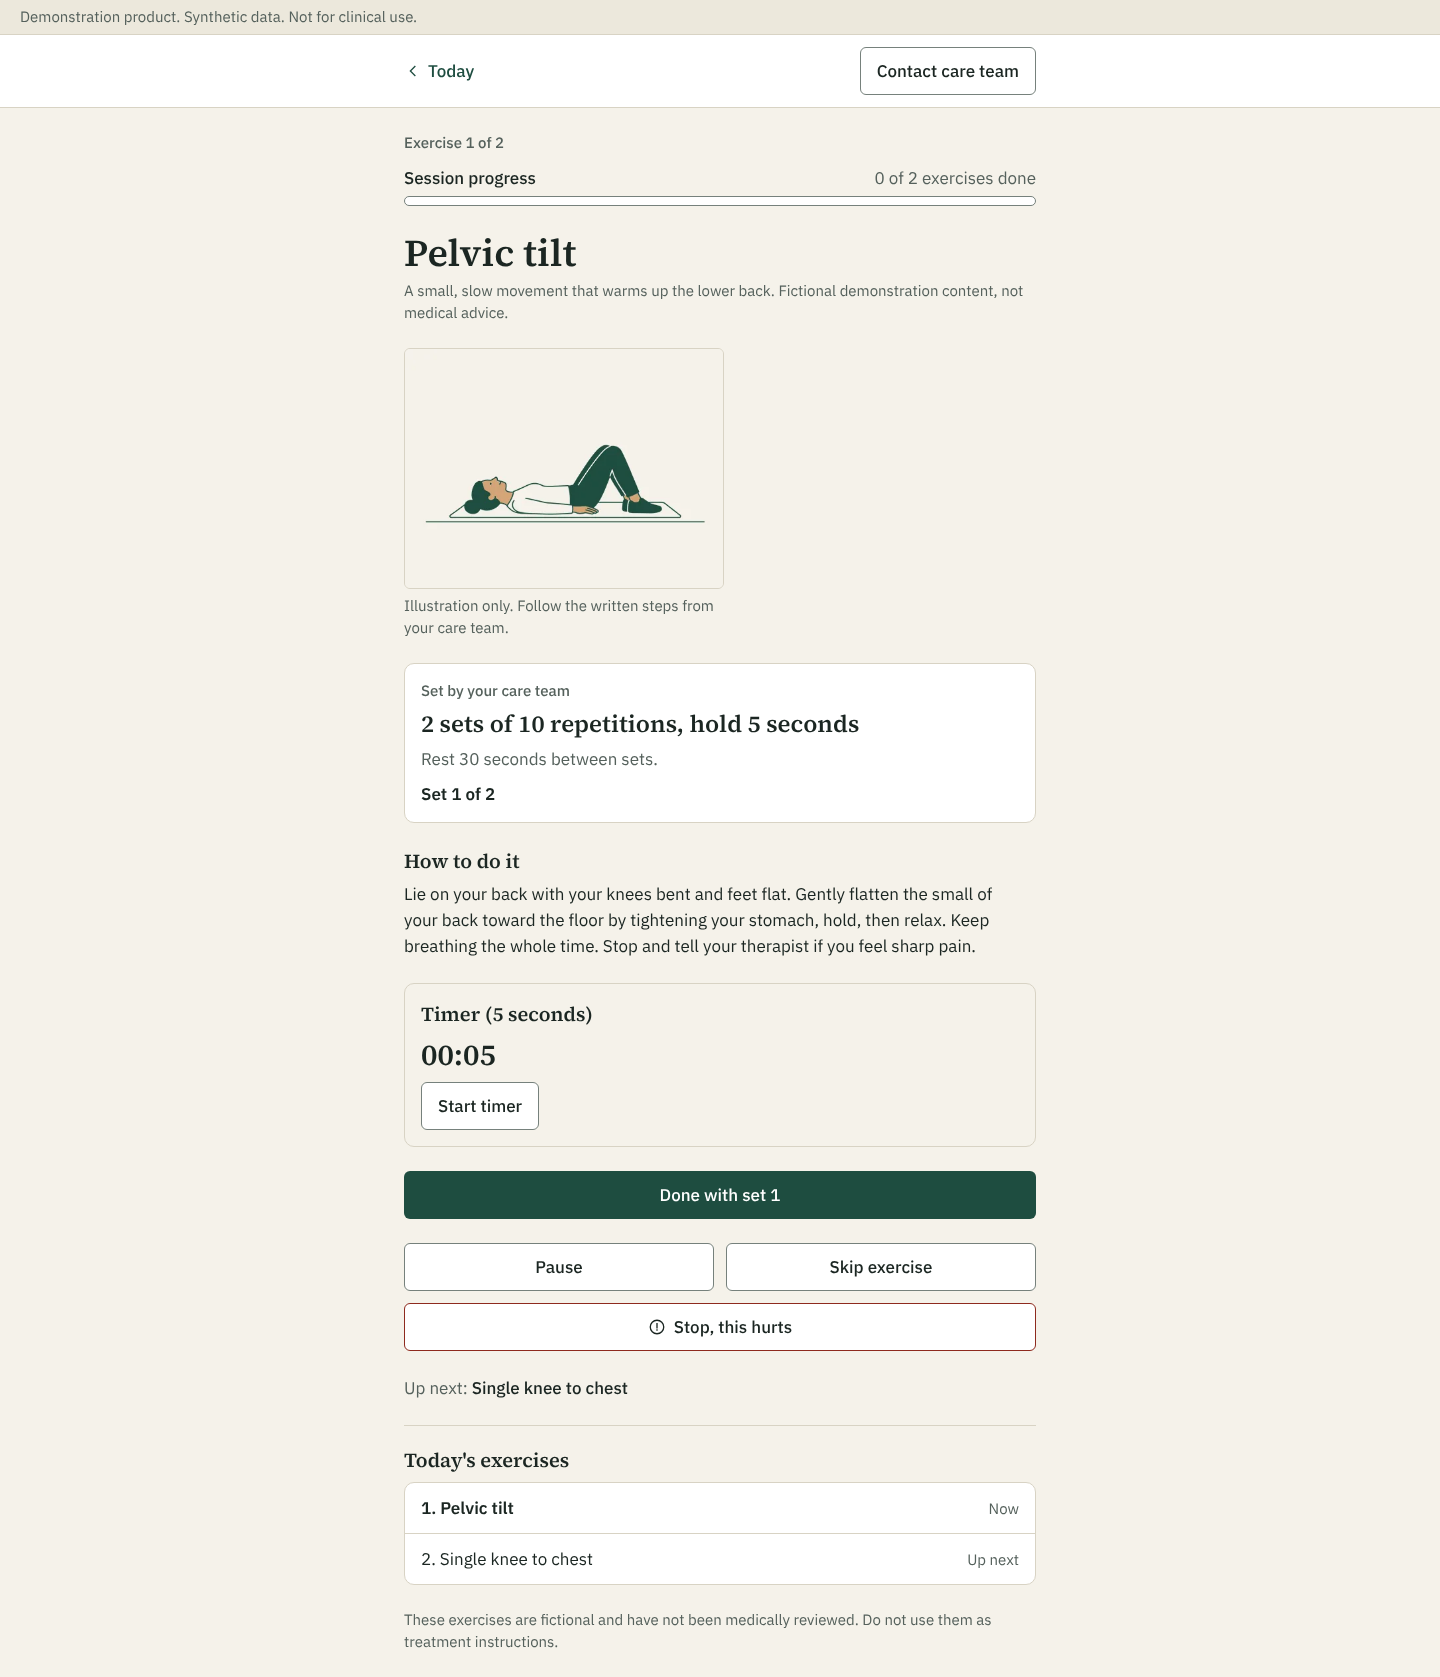 Demonstration product. Synthetic data. Not for clinical use.
Today
Contact care team
Exercise 1 of 2
Session progress
0 of 2 exercises done
Pelvic tilt
A small, slow movement that warms up the lower back. Fictional demonstration content, not
medical advice.
Illustration only. Follow the written steps from
your care team.
Set by your care team
2 sets of 10 repetitions, hold 5 seconds
Rest 30 seconds between sets.
Set 1 of 2
How to do it
Lie on your back with your knees bent and feet flat. Gently flatten the small of
your back toward the floor by tightening your stomach, hold, then relax. Keep
breathing the whole time. Stop and tell your therapist if you feel sharp pain.
Timer (5 seconds)
00:05
Start timer
Done with set 1
Pause
Skip exercise
Stop, this hurts
Up next: Single knee to chest
Today's exercises
1. Pelvic tilt
Now
2. Single knee to chest
Up next
These exercises are fictional and have not been medically reviewed. Do not use them as
treatment instructions.